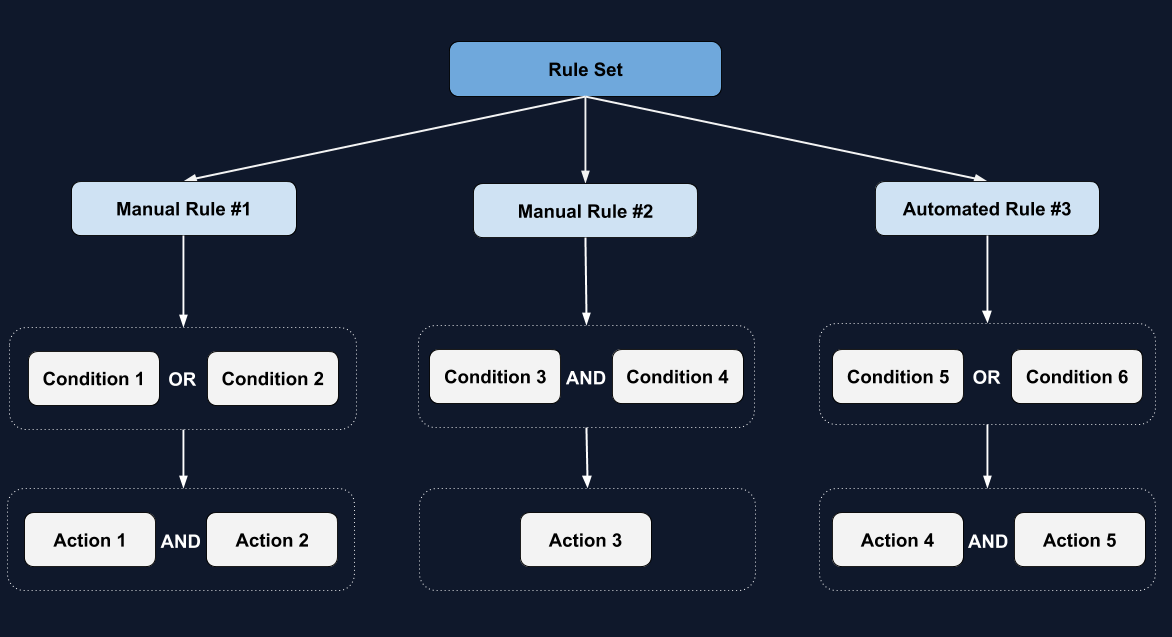 Rule Set
Manual Rule #1
Manual Rule #2
Automated Rule #3
Condition 1 OR Condition 2
Condition 3 AND Condition 4
Condition 5 OR Condition 6
Action 1 AND Action 2
Action 3
Action 4 AND Action 5